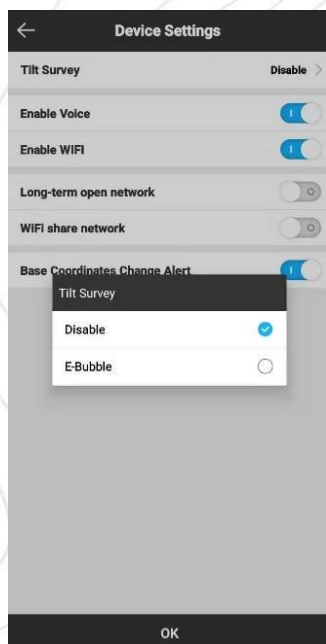 Device Settings
Tilt Survey Disable
Enable Voice
Enable WIFI
Long-term open network
WiFi share network
Base Coordinates Change Alert
Tilt Survey
Disable
E-Bubble
OK